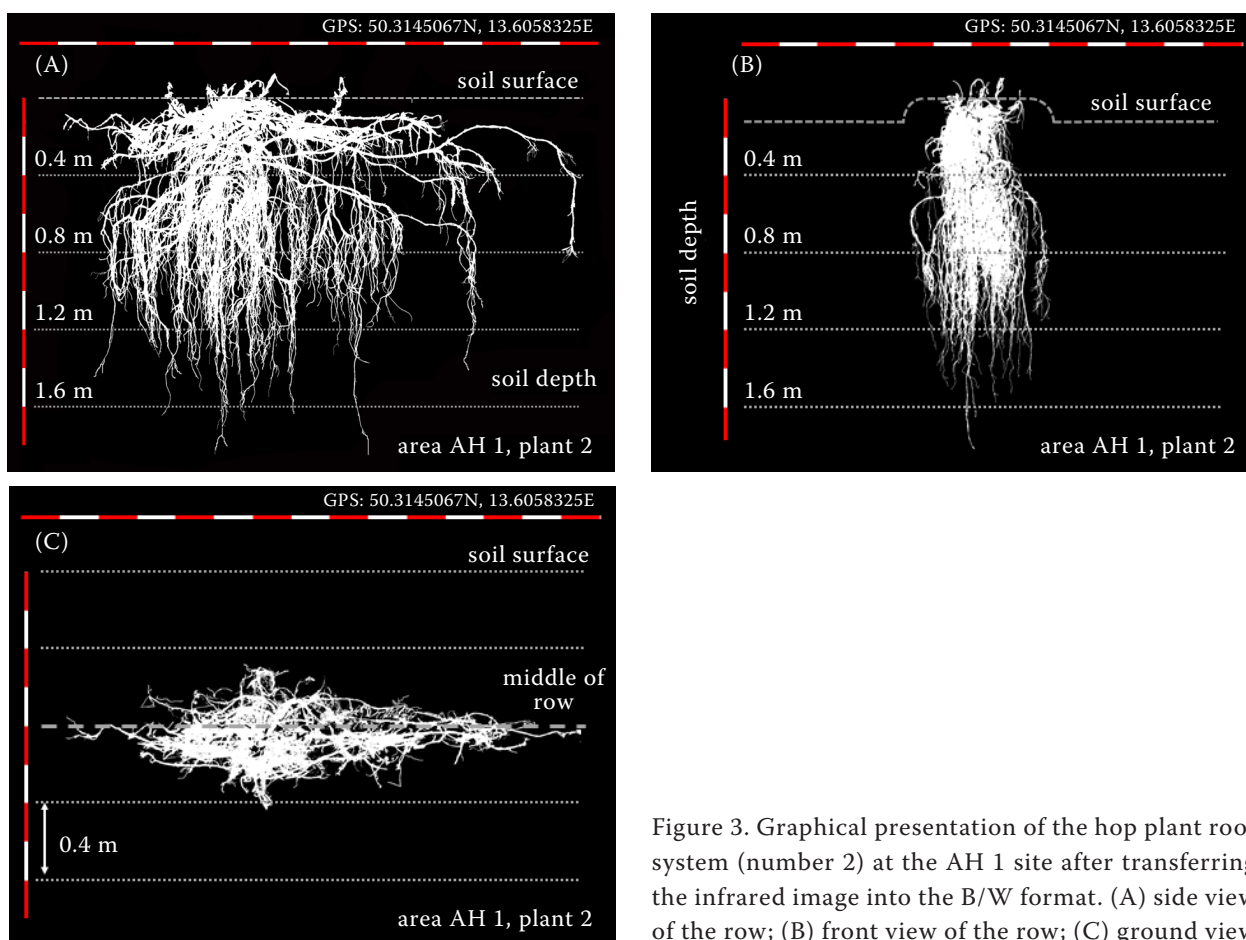 GPS: 50.3145067N, 13.6058325E
(A)
soil surface
0.4 m
0.8 m
1.2 m
1.6 m
soil depth
area AH 1, plant 2
GPS: 50.3145067N, 13.6058325E
(B)
soil surface
0.4 m
0.8 m
soil depth
1.2 m
1.6 m
area AH 1, plant 2
GPS: 50.3145067N, 13.6058325E
(C)
soil surface
middle of
row
0.4 m
area AH 1, plant 2
Figure 3. Graphical presentation of the hop plant roo
system (number 2) at the AH 1 site after transferring
the infrared image into the B/W format. (A) side view
of the row; (B) front view of the row; (C) ground view